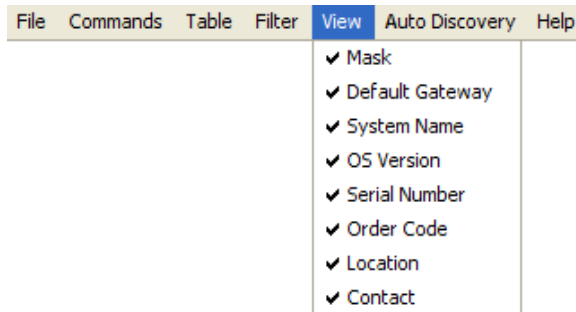 File Commands Table Filter View Auto Discovery Help
Mask
Default Gateway
System Name
OS Version
Serial Number
Order Code
Location
Contact